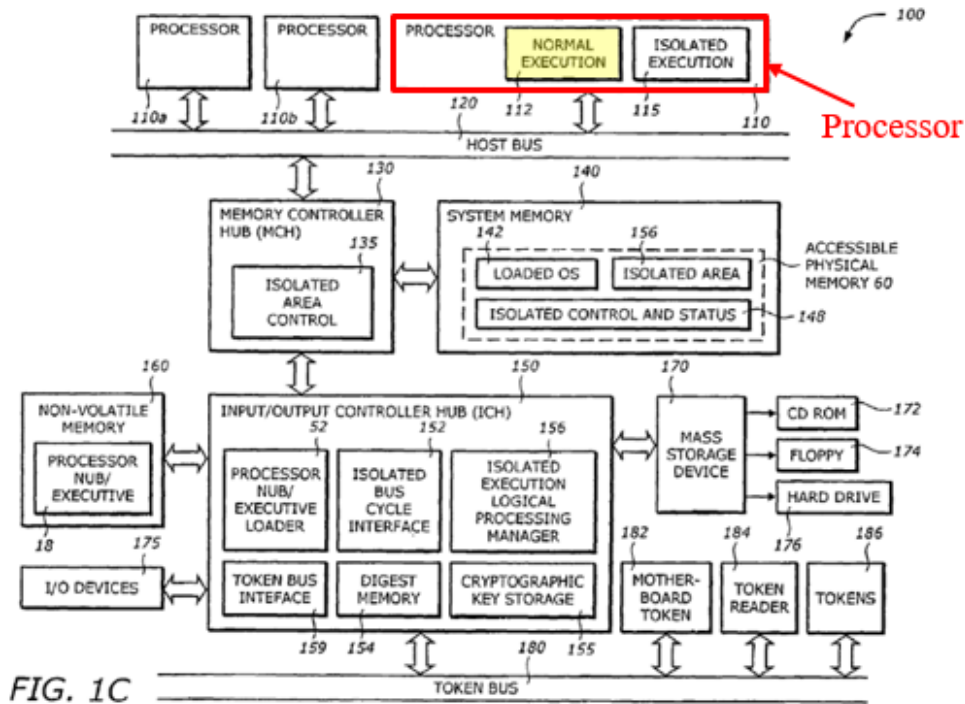 100
PROCESSOR
PROCESSOR
PROCESSOR
NORMAL
EXECUTION
ISOLATED
EXECUTION
110a
110b
120
112
115
110
Processor
HOST BUS
130
140
MEMORY CONTROLLER
HUB (MCH)
135
ISOLATED
AREA
CONTROL
SYSTEM MEMORY
142
156
LOADED OS
ISOLATED AREA
ISOLATED CONTROL AND STATUS
148
ACCESSIBLE
PHYSICAL
MEMORY 60
160
150
170
NON-VOLATILE
MEMORY
PROCESSOR
NUB/
EXECUTIVE
18
175
I/O DEVICES
INPUT/OUTPUT CONTROLLER HUB (ICH)
52
152
156
PROCESSOR
NUB/
EXECUTIVE
LOADER
ISOLATED
BUS
CYCLE
INTERFACE
ISOLATED
EXECUTION
LOGICAL
PROCESSING
MANAGER
TOKEN BUS
INTEFACE
DIGEST
MEMORY
CRYPTOGRAPHIC
KEY STORAGE
159
154
155
MASS
STORAGE
DEVICE
CD ROM
172
FLOPPY
174
HARD DRIVE
176
182
184
186
MOTHER-
BOARD
TOKEN
TOKEN
READER
TOKENS
180
TOKEN BUS
FIG. 1C